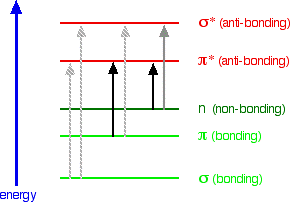 σ* (anti-bonding)
π* (anti-bonding)
n (non-bonding)
π (bonding)
σ (bonding)
energy